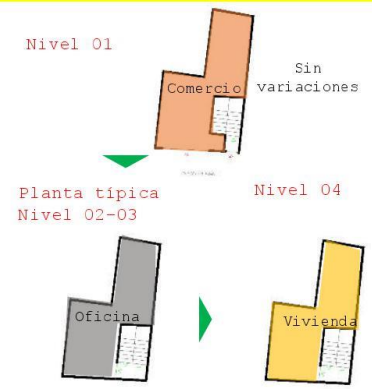 Nivel 01
Comercio
Sin
variaciones
Planta típica
Nivel 02-03
Nivel 04
Oficina
Vivienda